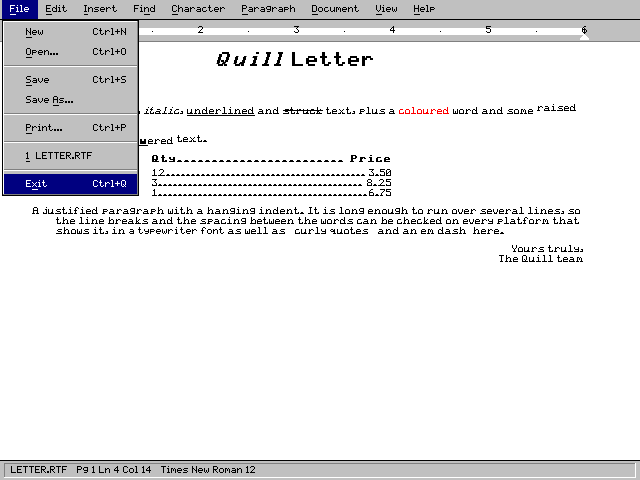 File Edit Insert Find Character Paragraph Document View Help
2 3 4 5 6
New Ctrl+N
Open... Ctrl+O
Save Ctrl+S
Save As...
Print... Ctrl+P
1 LETTER.RTF
Exit Ctrl+Q
Quill Letter
, italic, underlined and struck text, plus a coloured word and some raised
wered text.
Qty........................................ Price
12........................................ 3.50
3........................................ 8.25
1........................................ 6.75
A justified paragraph with a hanging indent. It is long enough to run over several lines, so
the line breaks and the spacing between the words can be checked on every platform that
shows it, in a typewriter font as well as curly quotes and an em dash here.
Yours truly,
The Quill team
LETTER.RTF Pg 1 Ln 4 Col 14 Times New Roman 12